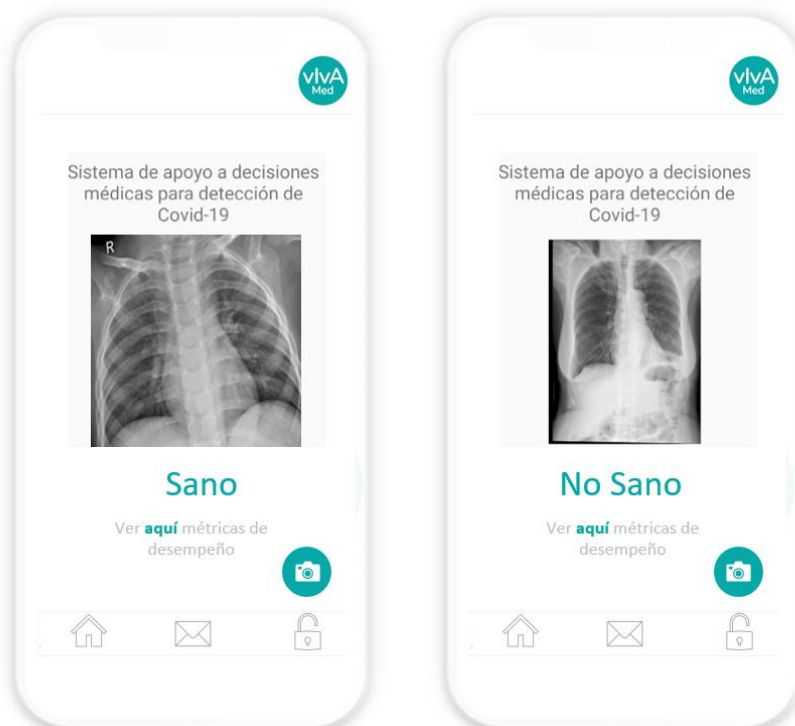 vIvA
Med
Sistema de apoyo a decisiones
médicas para detección de
Covid-19
R
Sano
Ver aquí métricas de
desempeño
vIvA
Med
Sistema de apoyo a decisiones
médicas para detección de
Covid-19
No Sano
Ver aquí métricas de
desempeño